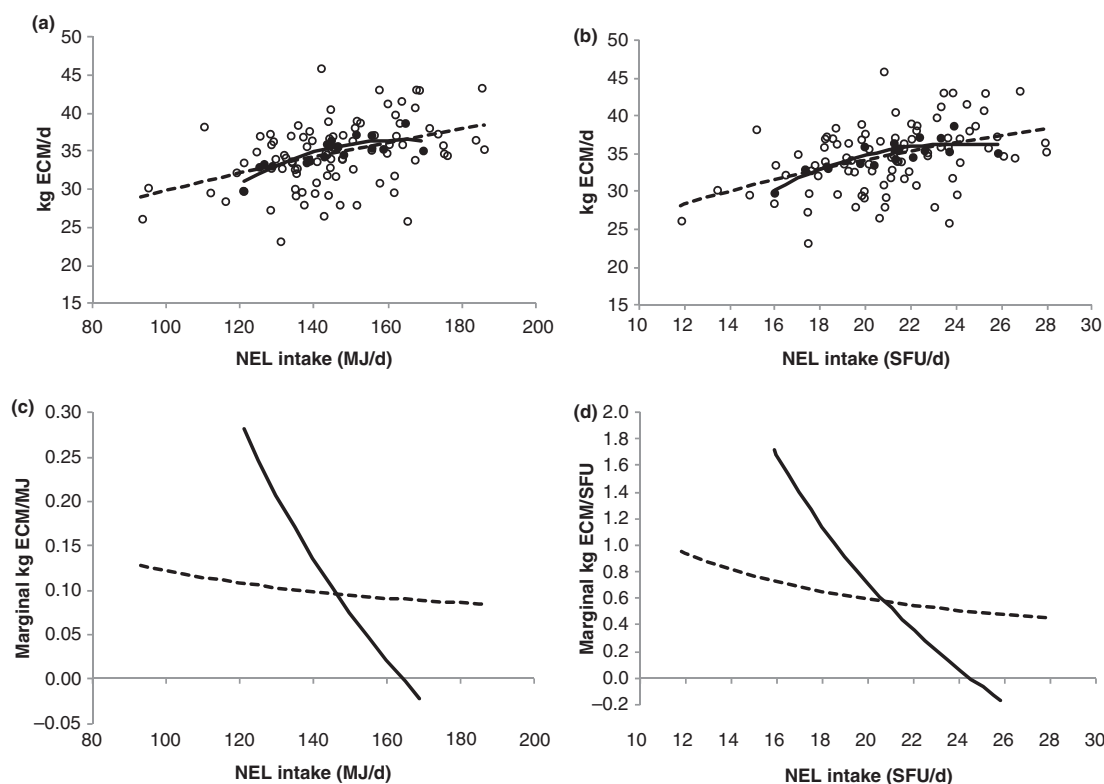 (a)
50
45
40
35
30
25
20
15
kg ECM/d
80 100 120 140 160 180 200
NEL intake (MJ/d)
(b)
50
45
40
35
30
25
20
15
kg ECM/d
10 12 14 16 18 20 22 24 26 28 30
NEL intake (SFU/d)
(c)
0.30
0.25
0.20
0.15
0.10
0.05
0.00
–0.05
Marginal kg ECM/MJ
80 100 120 140 160 180 200
NEL intake (MJ/d)
(d)
2.0
1.8
1.6
1.4
1.2
1.0
0.8
0.6
0.4
0.2
0.0
–0.2
Marginal kg ECM/SFU
10 12 14 16 18 20 22 24 26 28 30
NEL intake (SFU/d)